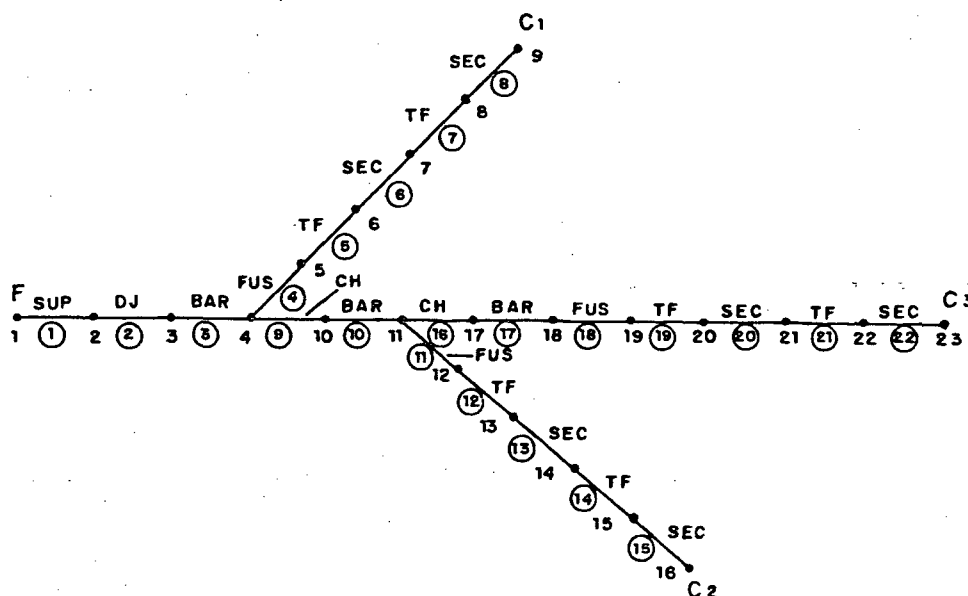 C1
9
SEC
8
8
TF
7
7
SEC
6
6
TF
5
5
FUS
4
CH
F SUP DJ BAR BAR CH BAR FUS TF SEC TF SEC C3
1 1 2 2 3 3 4 9 10 10 11 16 17 17 18 18 19 19 20 20 21 21 22 22 23
11 FUS
12
TF
12
13
SEC
13
14
TF
14
15
SEC
15
16
C2